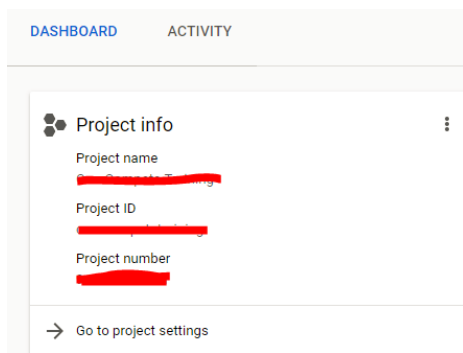 DASHBOARD ACTIVITY
Project info
Project name
Project ID
Project number
Go to project settings